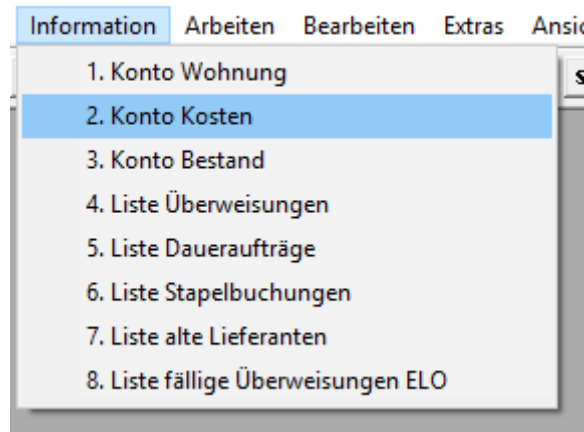 Information Arbeiten Bearbeiten Extras
1. Konto Wohnung
2. Konto Kosten
3. Konto Bestand
4. Liste Überweisungen
5. Liste Daueraufträge
6. Liste Stapelbuchungen
7. Liste alte Lieferanten
8. Liste fällige Überweisungen ELO